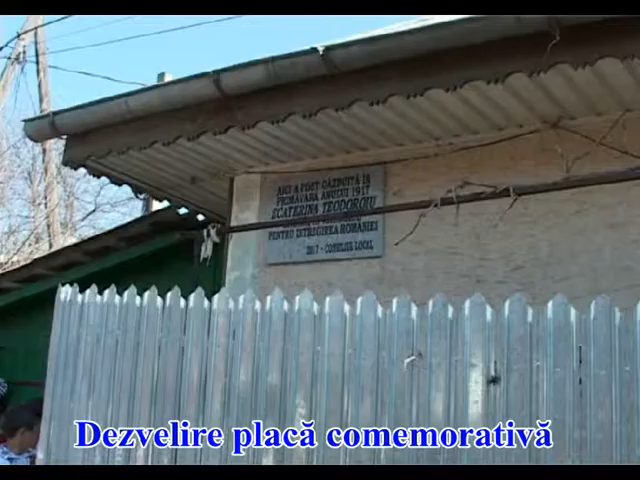 AICI A FOST GĂZDUITĂ ÎN
PRIMĂVARA ANULUI 1917
ECATERINA TEODOROIU
PENTRU ÎNTREGIREA ROMÂNIEI
2017 - CONSILIUL LOCAL
Dezvelire placă comemorativă